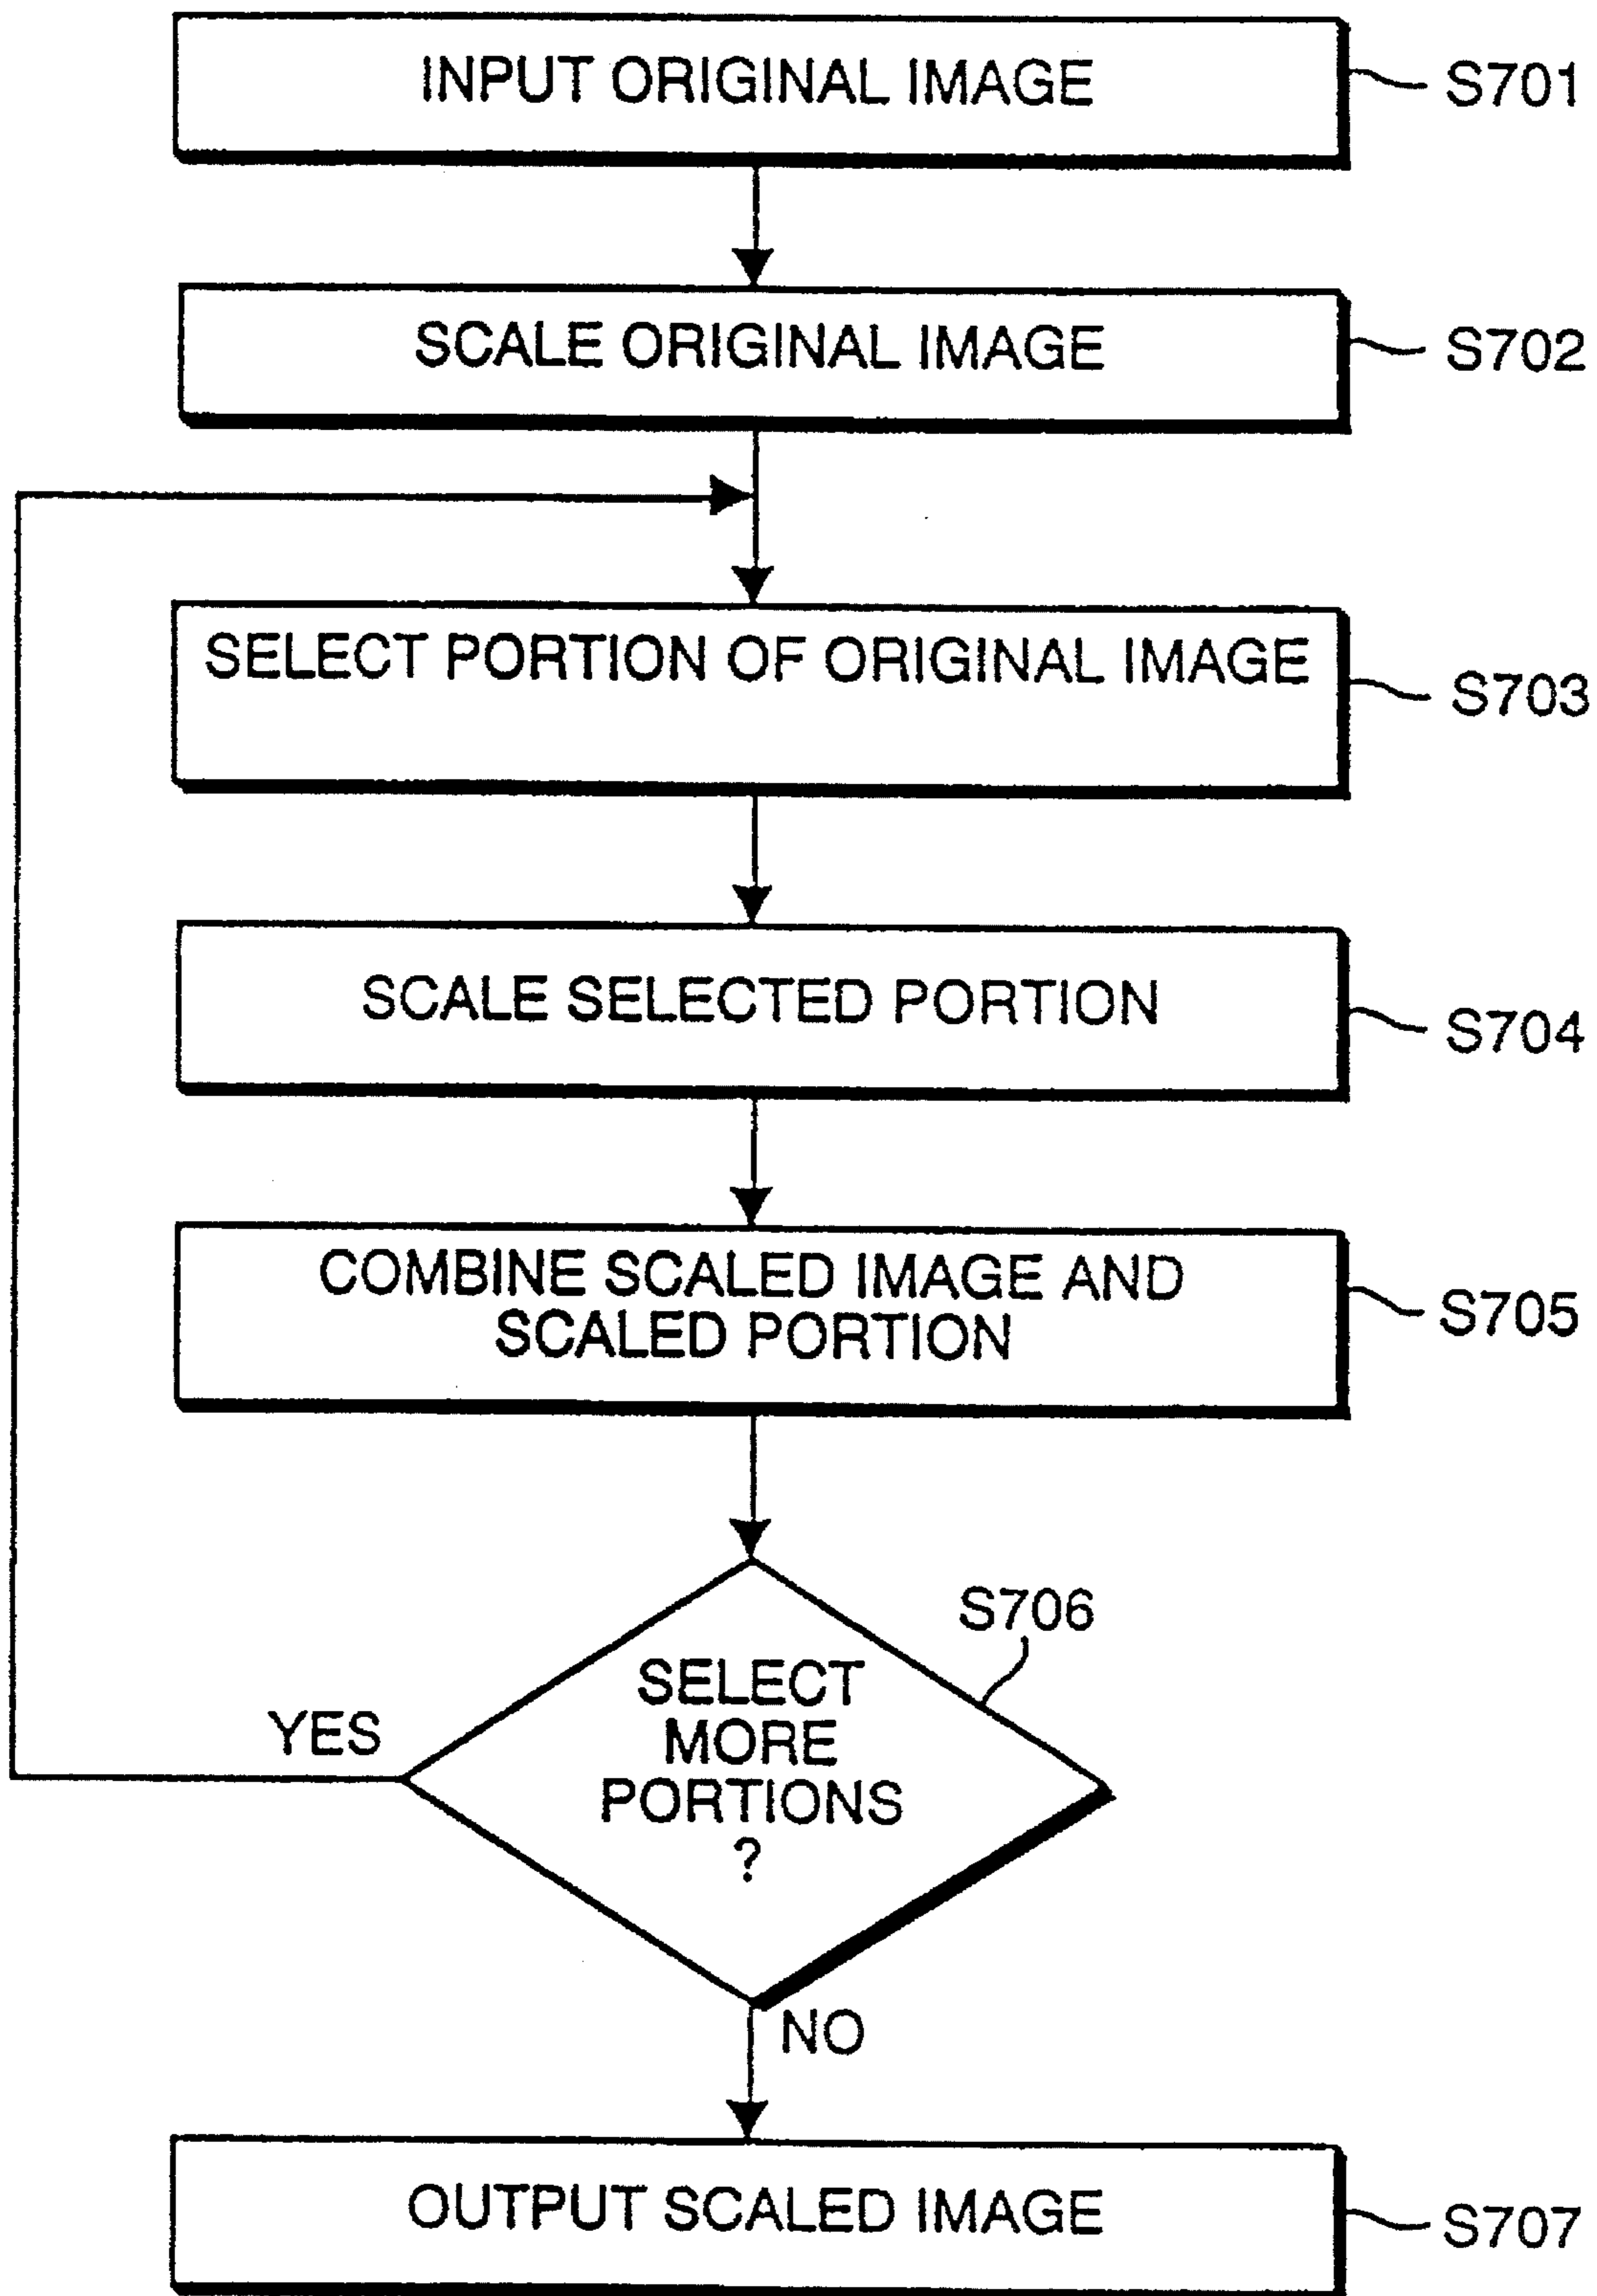 INPUT ORIGINAL IMAGE
S701
SCALE ORIGINAL IMAGE
S702
SELECT PORTION OF ORIGINAL IMAGE
S703
SCALE SELECTED PORTION
S704
COMBINE SCALED IMAGE AND
SCALED PORTION
S705
S706
SELECT
MORE
PORTIONS
?
YES
NO
OUTPUT SCALED IMAGE
S707